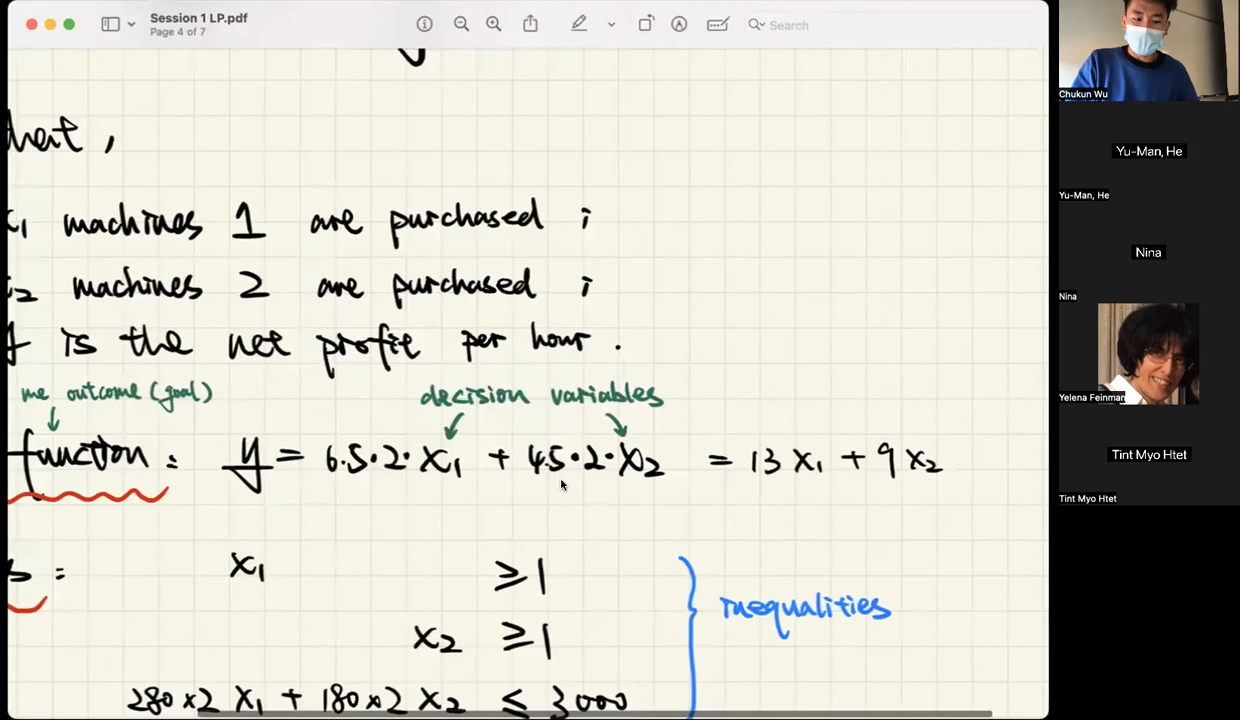 Session 1 LP.pdf
Page 4 of 7
Search
that,
x1 machines 1 are purchased ;
x2 machines 2 are purchased ;
y is the net profit per hour.
me outcome (goal)
decision variables
function: y = 6.5·2·x1 + 4.5·2·x2 = 13x1 + 9x2
s: x1 ≥ 1
inequalities
x2 ≥ 1
280×2 x1 + 180×2 x2 ≤ 3000
Chukun Wu
Yu-Man, He
Yu-Man, He
Nina
Nina
Yelena Feinman
Tint Myo Htet
Tint Myo Htet